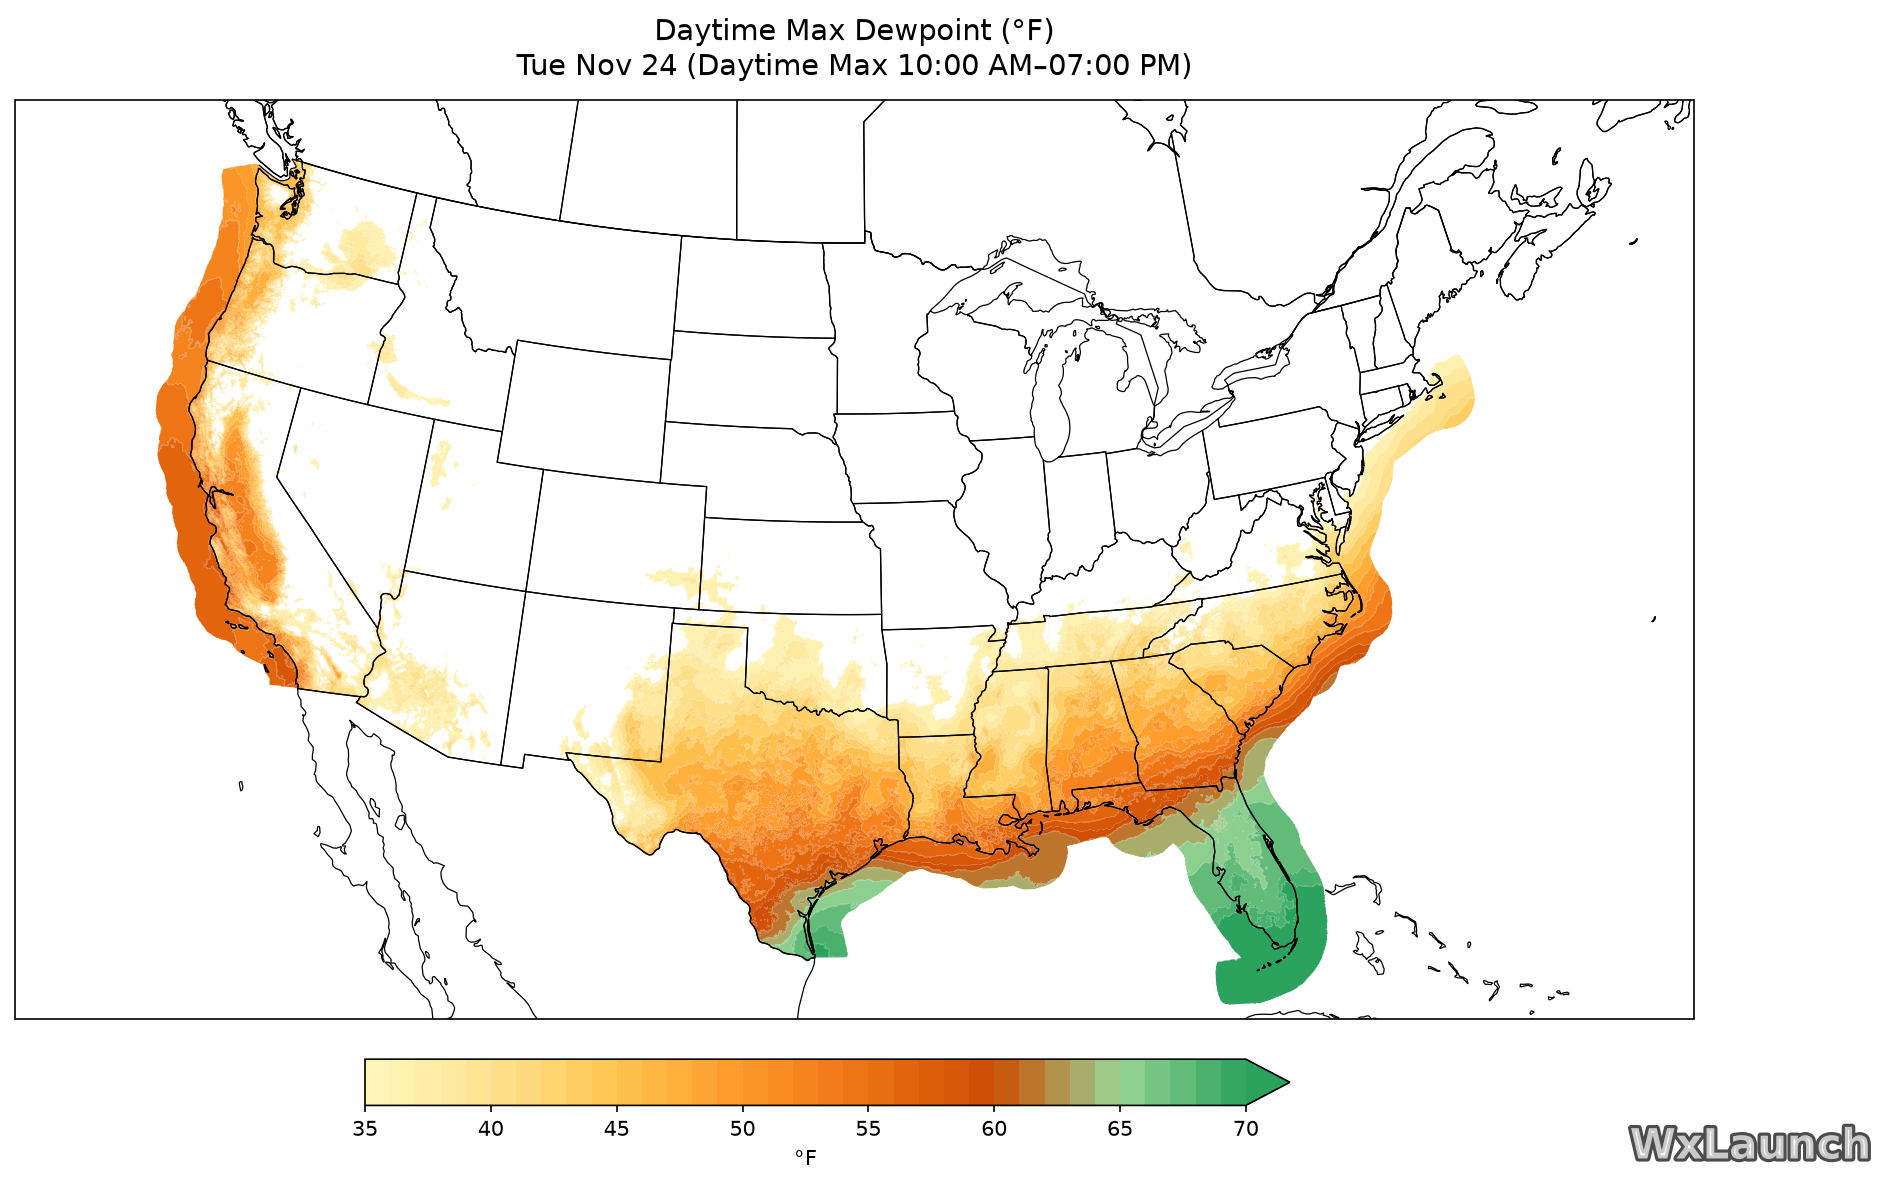 Daytime Max Dewpoint (°F)
Tue Nov 24 (Daytime Max 10:00 AM–07:00 PM)
35 40 45 50 55 60 65 70
°F
WxLaunch